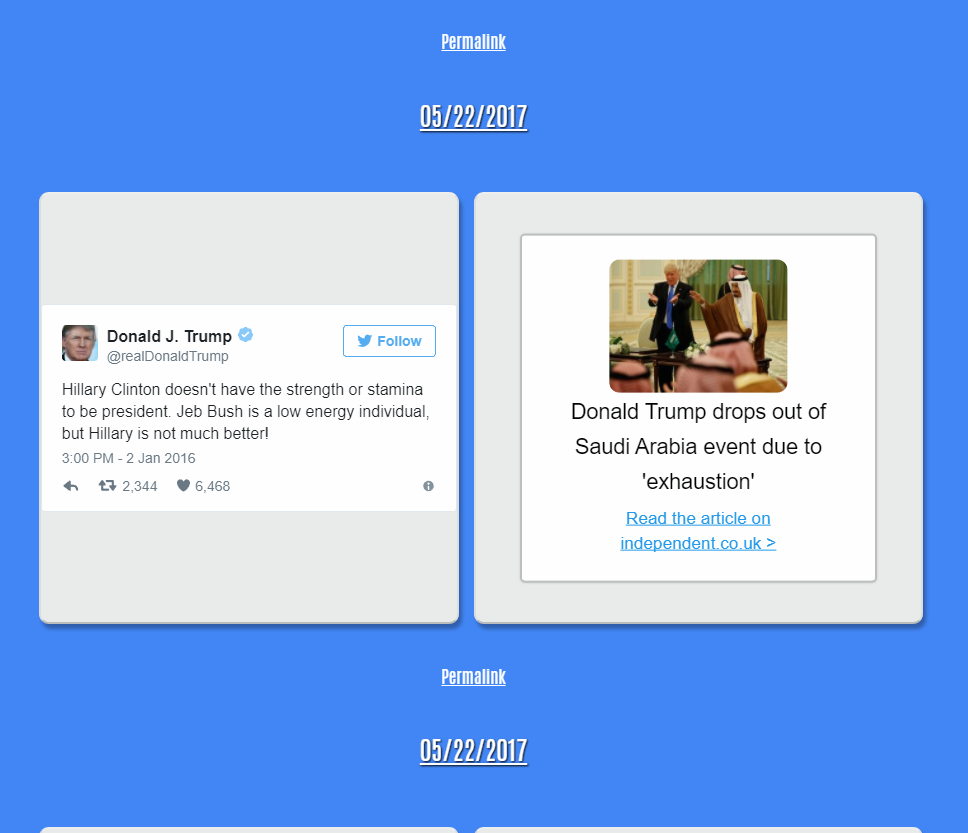 Permalink
05/22/2017
Donald J. Trump
@realDonaldTrump
Follow
Hillary Clinton doesn't have the strength or stamina
to be president. Jeb Bush is a low energy individual,
but Hillary is not much better!
3:00 PM - 2 Jan 2016
2,344 6,468
Donald Trump drops out of
Saudi Arabia event due to
'exhaustion'
Read the article on
independent.co.uk >
Permalink
05/22/2017